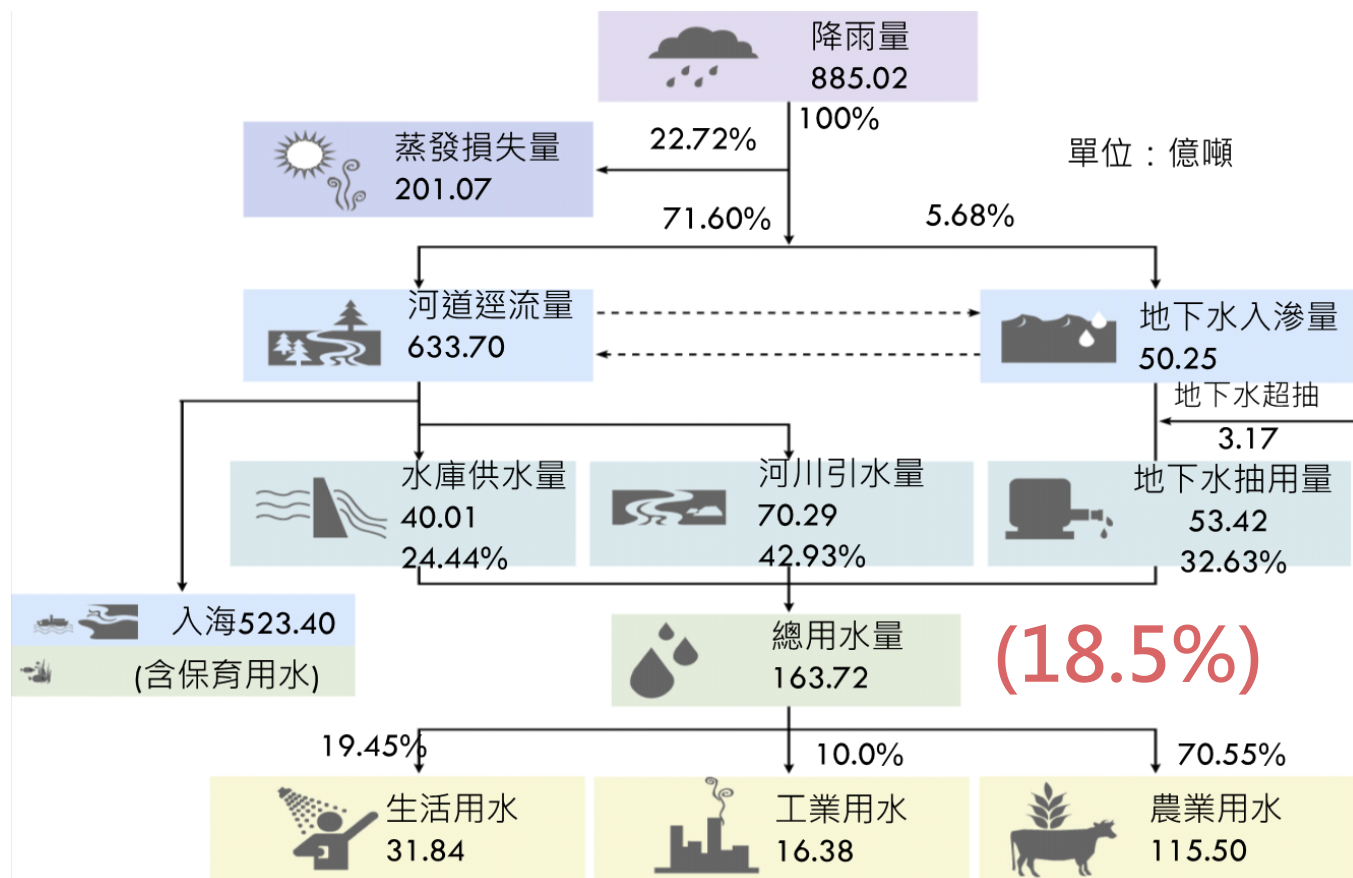 降雨量
885.02
100%
22.72%
蒸發損失量
201.07
單位：億噸
71.60%
5.68%
河道逕流量
633.70
地下水入滲量
50.25
地下水超抽
3.17
水庫供水量
40.01
24.44%
河川引水量
70.29
42.93%
地下水抽用量
53.42
32.63%
入海523.40
(含保育用水)
總用水量
163.72
(18.5%)
19.45%
10.0%
70.55%
生活用水
31.84
工業用水
16.38
農業用水
115.50